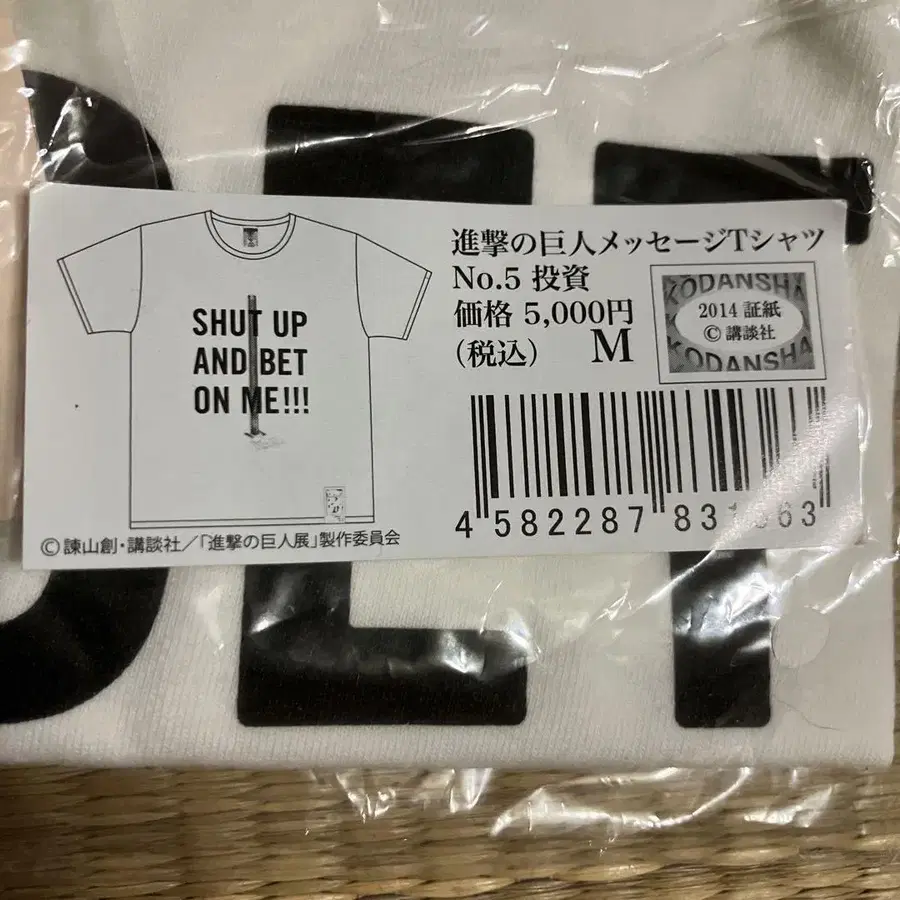 BET
SHUT UP
AND BET
ON ME!!!
©諫山創・講談社／「進撃の巨人展」製作委員会
進撃の巨人メッセージTシャツ
No.5 投資
価格 5,000円
(税込) M
KODANSHA
2014 証紙
©講談社
KODANSHA
4 582287